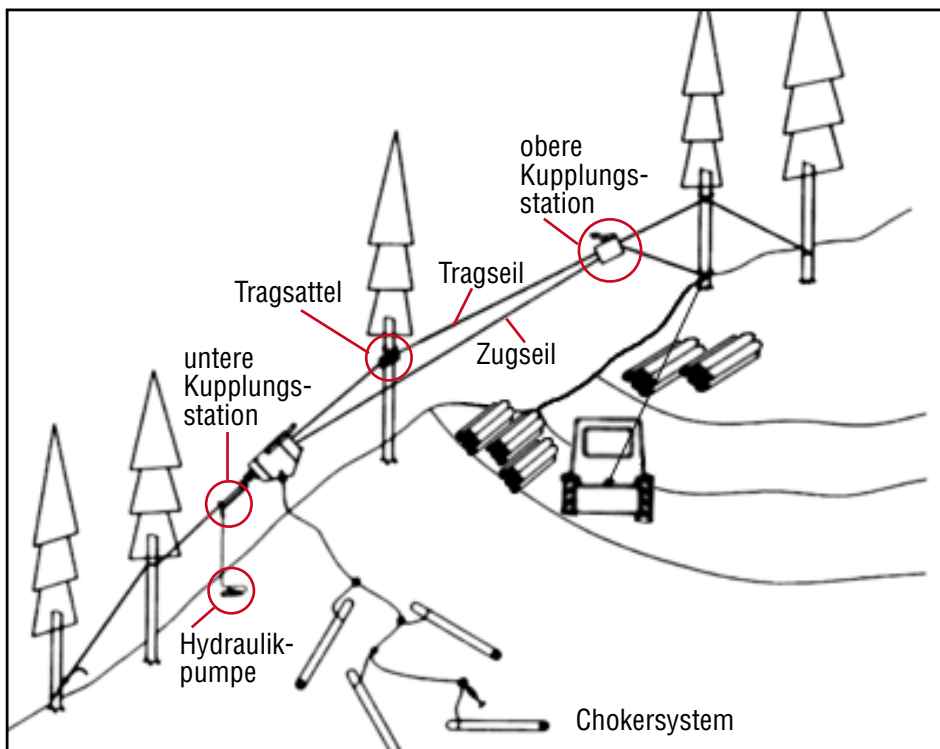 obere
Kupplungs-
station
Tragsattel
Tragseil
Zugseil
untere
Kupplungs-
station
Hydraulik-
pumpe
Chokersystem